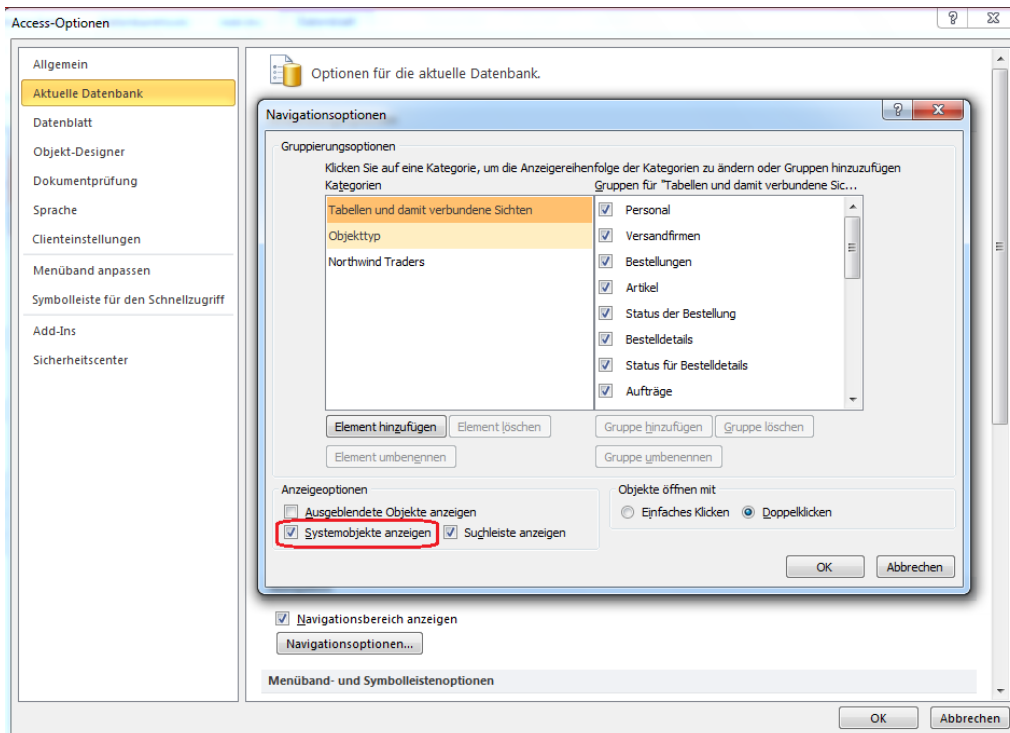 Access-Optionen
Allgemein
Aktuelle Datenbank
Datenblatt
Objekt-Designer
Dokumentprüfung
Sprache
Clienteinstellungen
Menüband anpassen
Symbolleiste für den Schnellzugriff
Add-Ins
Sicherheitscenter
Optionen für die aktuelle Datenbank.
Navigationsoptionen
Gruppierungsoptionen
Klicken Sie auf eine Kategorie, um die Anzeigereihenfolge der Kategorien zu ändern oder Gruppen hinzuzufügen
Kategorien
Gruppen für "Tabellen und damit verbundene Sic...
Tabellen und damit verbundene Sichten
Objekttyp
Northwind Traders
Personal
Versandfirmen
Bestellungen
Artikel
Status der Bestellung
Bestelldetails
Status für Bestelldetails
Aufträge
Element hinzufügen
Element löschen
Gruppe hinzufügen
Gruppe löschen
Element umbenennen
Gruppe umbenennen
Anzeigeoptionen
Ausgeblendete Objekte anzeigen
Systemobjekte anzeigen
Suchleiste anzeigen
Objekte öffnen mit
Einfaches Klicken
Doppelklicken
OK
Abbrechen
Navigationsbereich anzeigen
Navigationsoptionen...
Menüband- und Symbolleistenoptionen
OK
Abbrechen